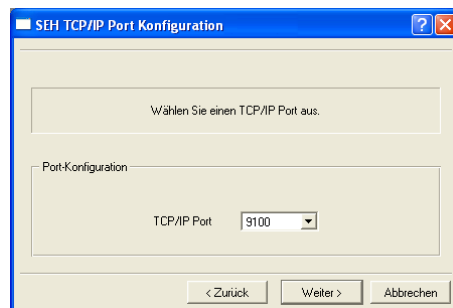 SEH TCP/IP Port Konfiguration
Wählen Sie einen TCP/IP Port aus.
Port-Konfiguration
TCP/IP Port 9100
< Zurück Weiter > Abbrechen